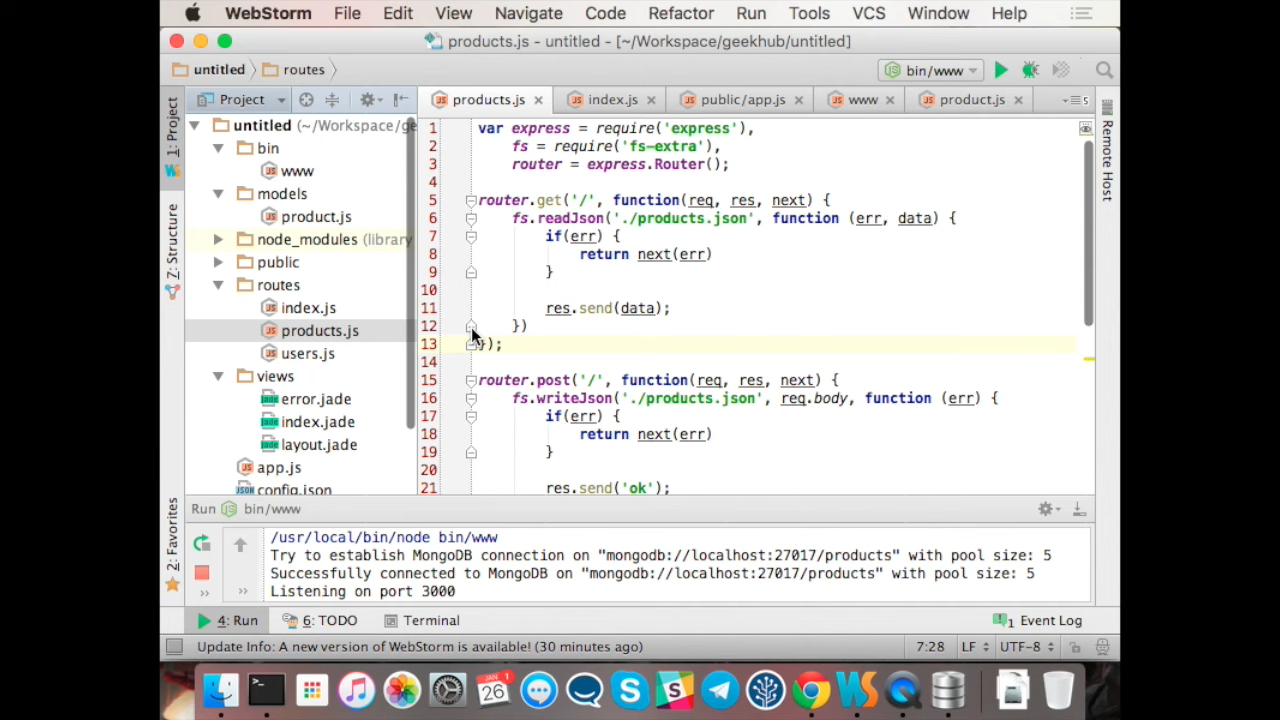 WebStorm File Edit View Navigate Code Refactor Run Tools VCS Window Help
products.js - untitled - [~/Workspace/geekhub/untitled]
untitled routes bin/www
Project products.js index.js public/app.js www product.js 5
1: Project
Z: Structure
2: Favorites
untitled (~/Workspace/ge
bin
www
models
product.js
node_modules (library
public
routes
index.js
products.js
users.js
views
error.jade
index.jade
layout.jade
app.js
config.json
1 var express = require('express'),
2 fs = require('fs-extra'),
3 router = express.Router();
4
5 router.get('/', function(req, res, next) {
6 fs.readJson('./products.json', function (err, data) {
7 if(err) {
8 return next(err)
9 }
10
11 res.send(data);
12 })
13 });
14
15 router.post('/', function(req, res, next) {
16 fs.writeJson('./products.json', req.body, function (err) {
17 if(err) {
18 return next(err)
19 }
20
21 res.send('ok');
Remote Host
Run bin/www
/usr/local/bin/node bin/www
Try to establish MongoDB connection on "mongodb://localhost:27017/products" with pool size: 5
Successfully connected to MongoDB on "mongodb://localhost:27017/products" with pool size: 5
Listening on port 3000
4: Run 6: TODO Terminal 1 Event Log
Update Info: A new version of WebStorm is available! (30 minutes ago) 7:28 LF UTF-8
JAN 26 1